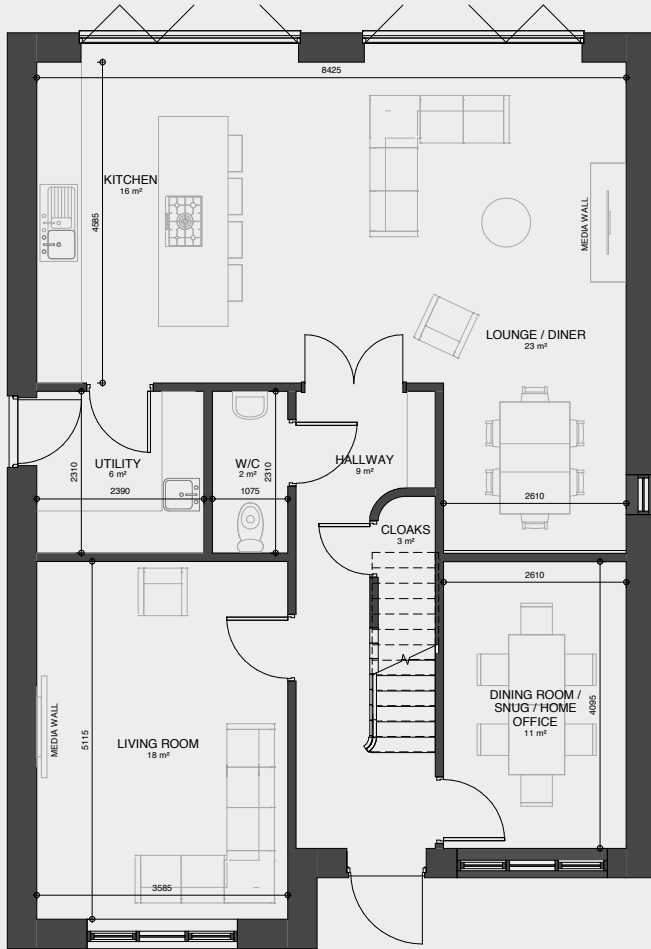 8425
KITCHEN
16 m²
4585
MEDIA WALL
LOUNGE / DINER
23 m²
UTILITY
6 m²
2310
2390
W/C
2 m²
2310
1075
HALLWAY
9 m²
CLOAKS
3 m²
2610
2610
DINING ROOM /
SNUG / HOME
OFFICE
11 m²
4095
MEDIA WALL
5115
LIVING ROOM
18 m²
3585